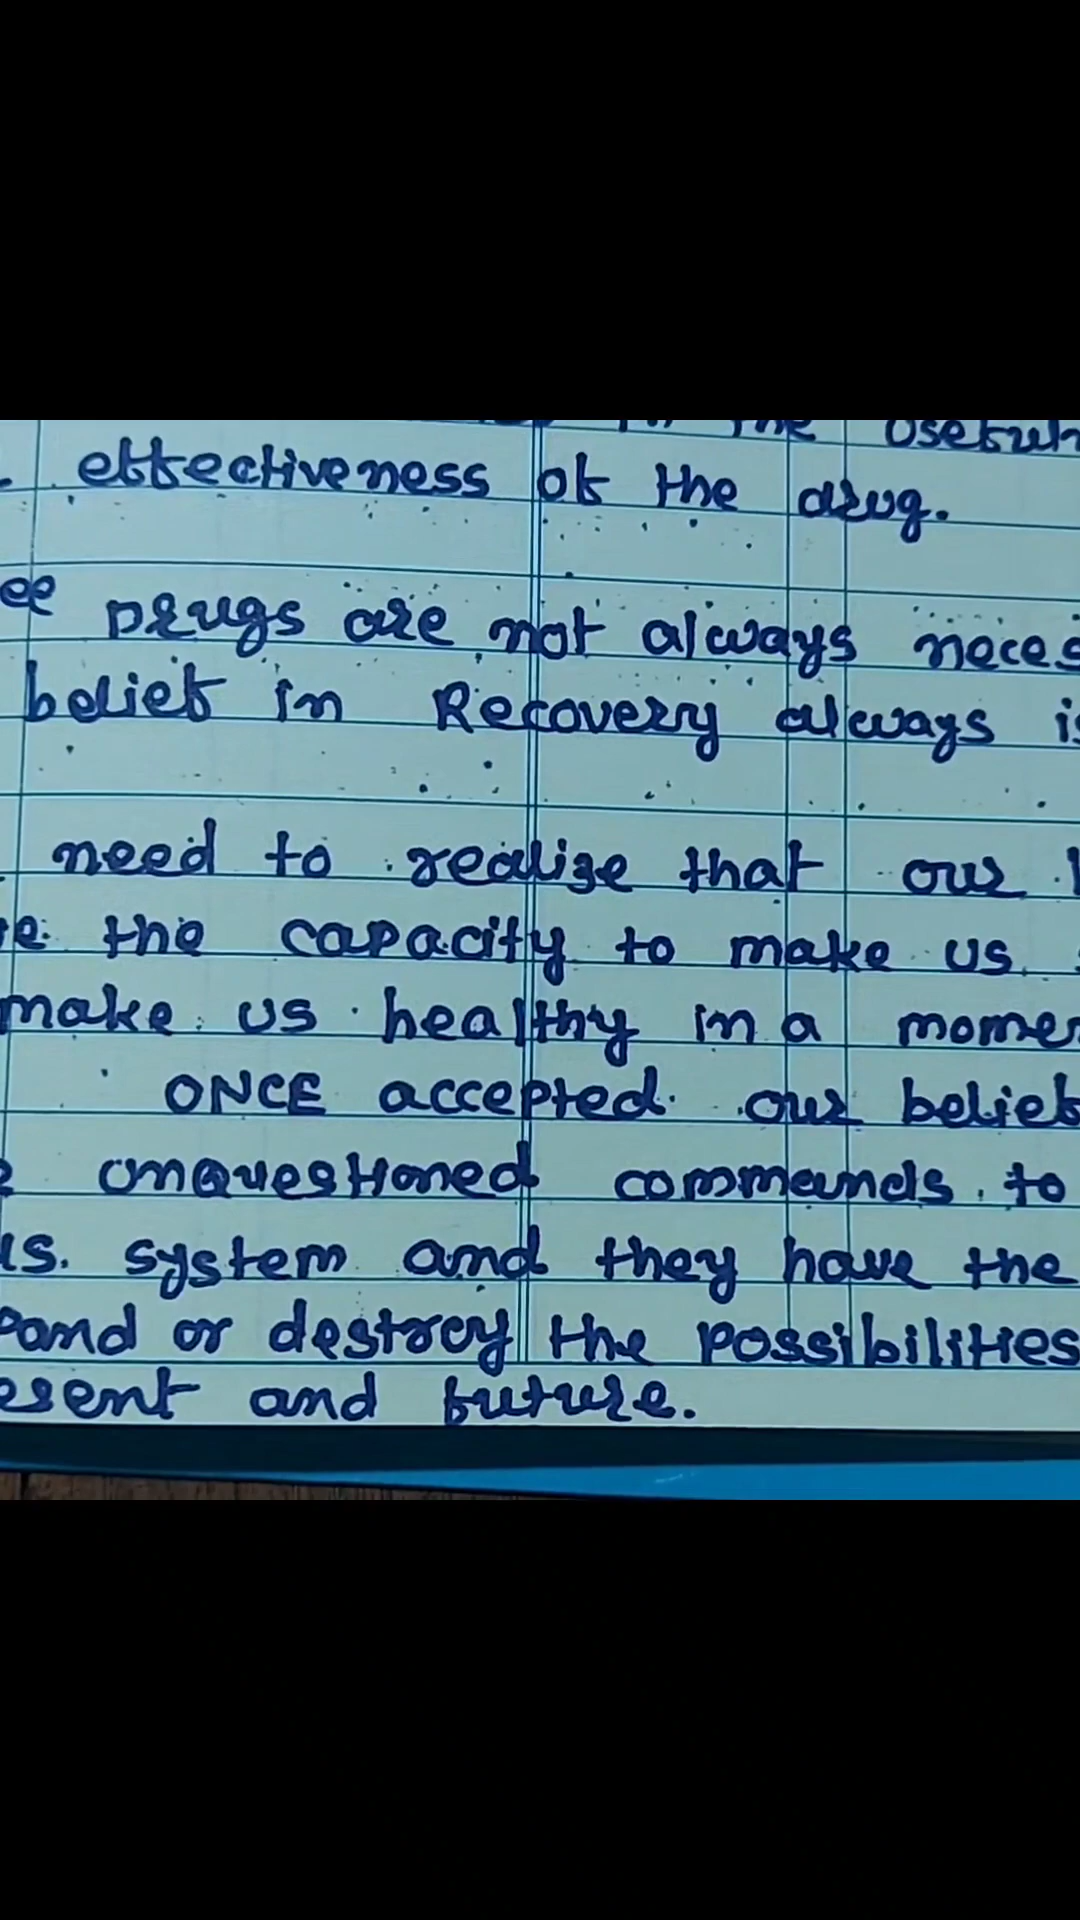 the
effectiveness of the drug.
Drugs are not always
belief in Recovery always
need to realize that our
the capacity to make us
make us healthy in a
ONCE accepted our belief
unquestioned commands to
system and they have the
or destroy the possibilities
and future.